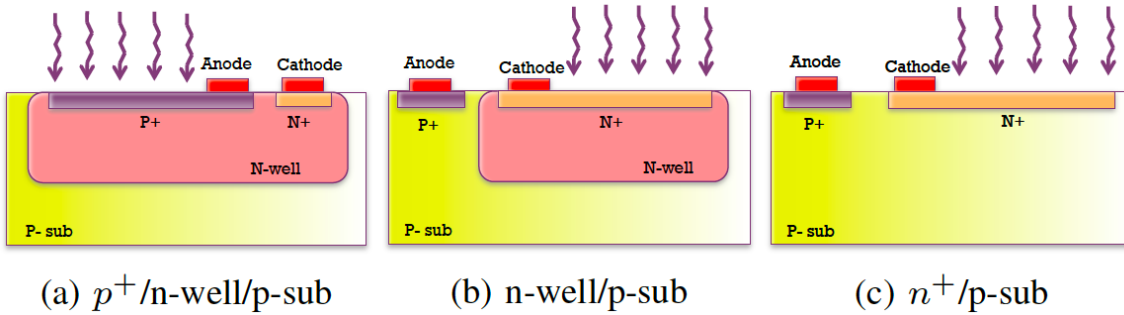 Anode Cathode
P+ N+
N-well
P- sub
(a) p⁺/n-well/p-sub
Anode Cathode
P+ N+
N-well
P- sub
(b) n-well/p-sub
Anode Cathode
P+ N+
P- sub
(c) n⁺/p-sub